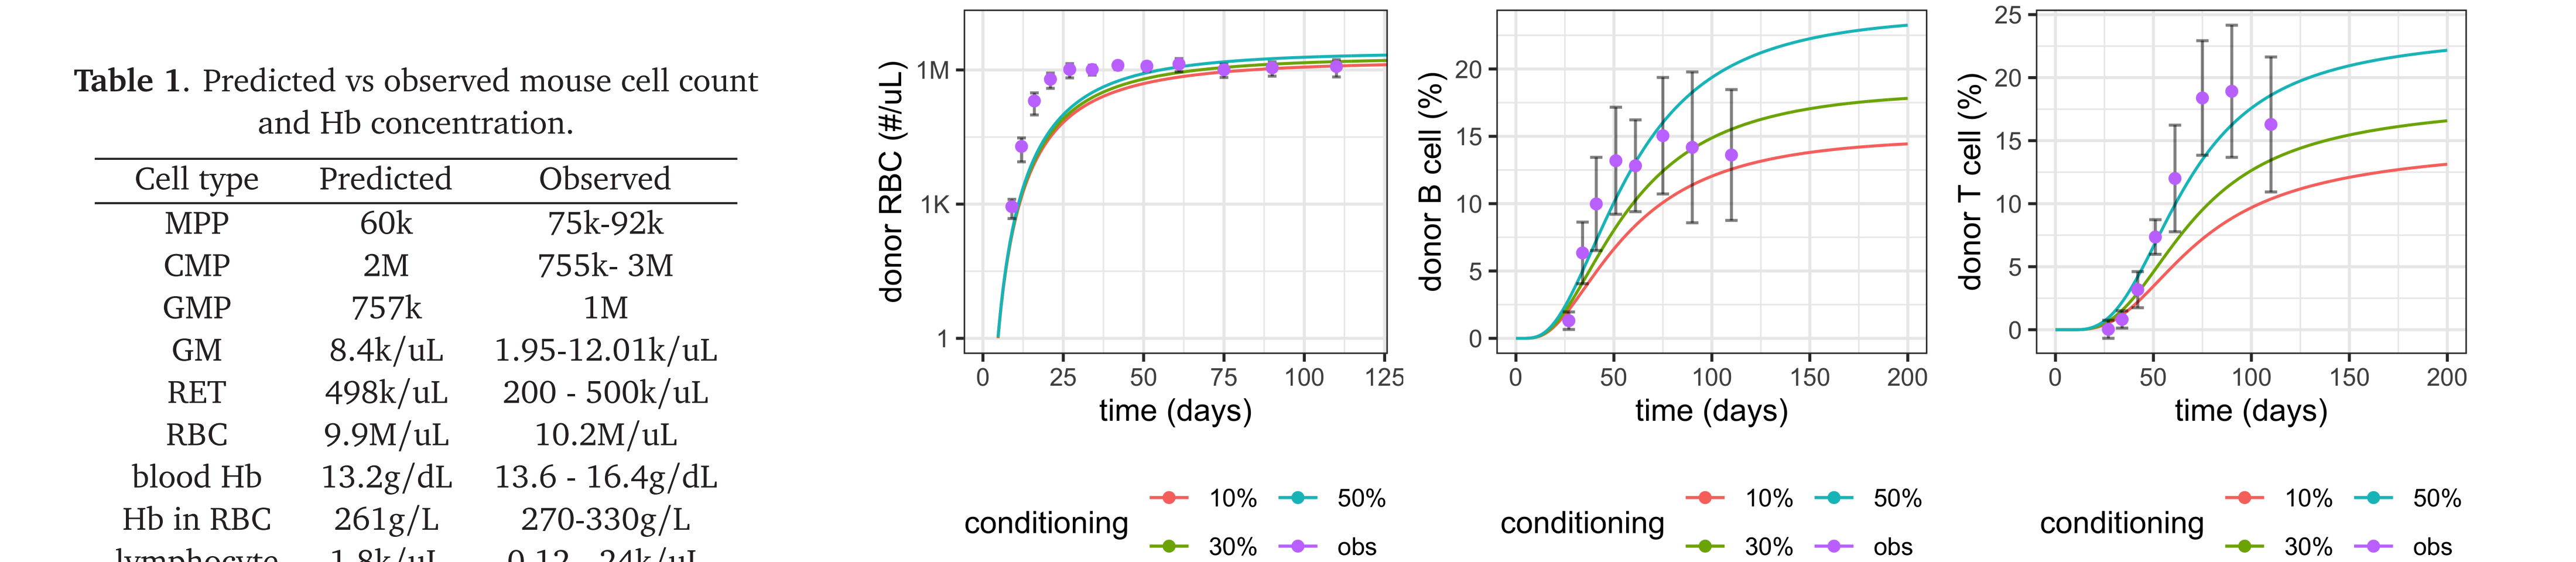 Table 1. Predicted vs observed mouse cell count
and Hb concentration.
Cell type Predicted Observed
MPP 60k 75k-92k
CMP 2M 755k- 3M
GMP 757k 1M
GM 8.4k/uL 1.95-12.01k/uL
RET 498k/uL 200 - 500k/uL
RBC 9.9M/uL 10.2M/uL
blood Hb 13.2g/dL 13.6 - 16.4g/dL
Hb in RBC 261g/L 270-330g/L
lymphocyte 1.8k/uL
donor RBC (#/uL)
1M
1K
1
0 25 50 75 100 125
time (days)
conditioning
10% 50%
30% obs
donor B cell (%)
20
15
10
5
0
0 50 100 150 200
time (days)
conditioning
10% 50%
30% obs
donor T cell (%)
25
20
15
10
5
0
0 50 100 150 200
time (days)
conditioning
10% 50%
30% obs